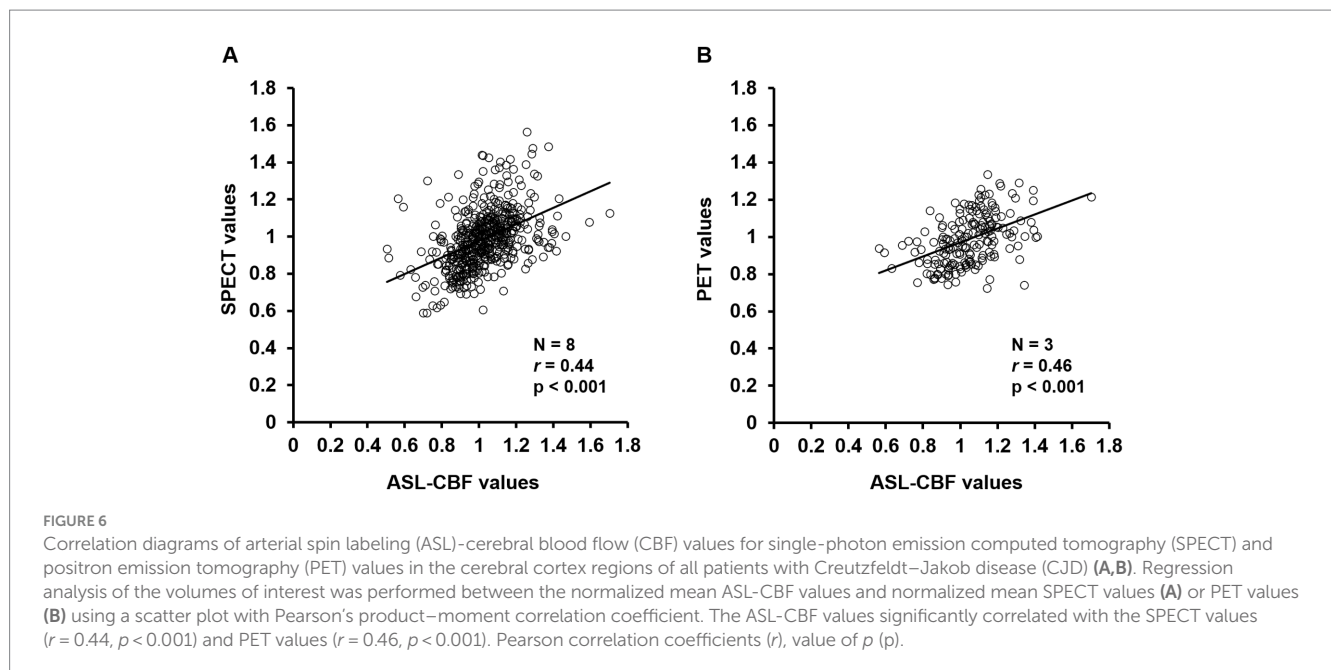 A
1.8
1.6
1.4
1.2
1
0.8
0.6
0.4
0.2
0
SPECT values
N = 8
r = 0.44
p < 0.001
0 0.2 0.4 0.6 0.8 1 1.2 1.4 1.6 1.8
ASL-CBF values
B
1.8
1.6
1.4
1.2
1
0.8
0.6
0.4
0.2
0
PET values
N = 3
r = 0.46
p < 0.001
0 0.2 0.4 0.6 0.8 1 1.2 1.4 1.6 1.8
ASL-CBF values
FIGURE 6
Correlation diagrams of arterial spin labeling (ASL)-cerebral blood flow (CBF) values for single-photon emission computed tomography (SPECT) and
positron emission tomography (PET) values in the cerebral cortex regions of all patients with Creutzfeldt–Jakob disease (CJD) (A,B). Regression
analysis of the volumes of interest was performed between the normalized mean ASL-CBF values and normalized mean SPECT values (A) or PET values
(B) using a scatter plot with Pearson's product–moment correlation coefficient. The ASL-CBF values significantly correlated with the SPECT values
(r = 0.44, p < 0.001) and PET values (r = 0.46, p < 0.001). Pearson correlation coefficients (r), value of p (p).